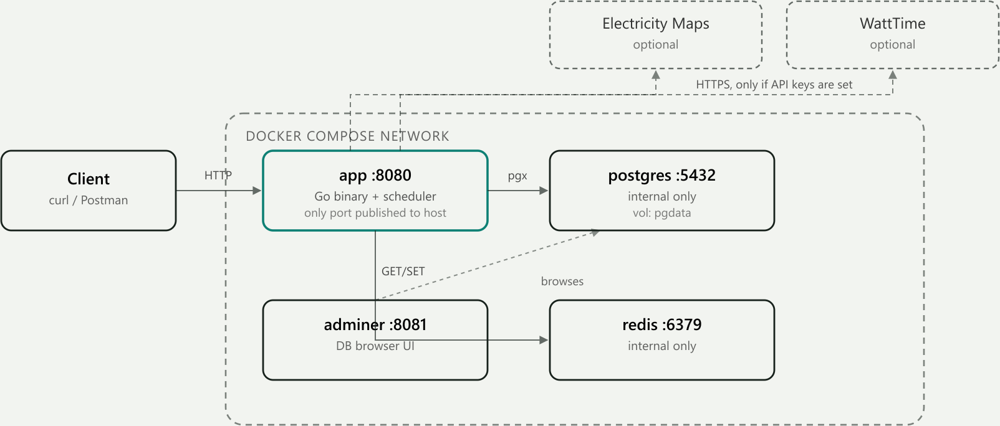 Electricity Maps
optional
WattTime
optional
HTTPS, only if API keys are set
DOCKER COMPOSE NETWORK
Client
curl / Postman
HTTP
app :8080
Go binary + scheduler
only port published to host
pgx
postgres :5432
internal only
vol: pgdata
GET/SET
browses
adminer :8081
DB browser UI
redis :6379
internal only